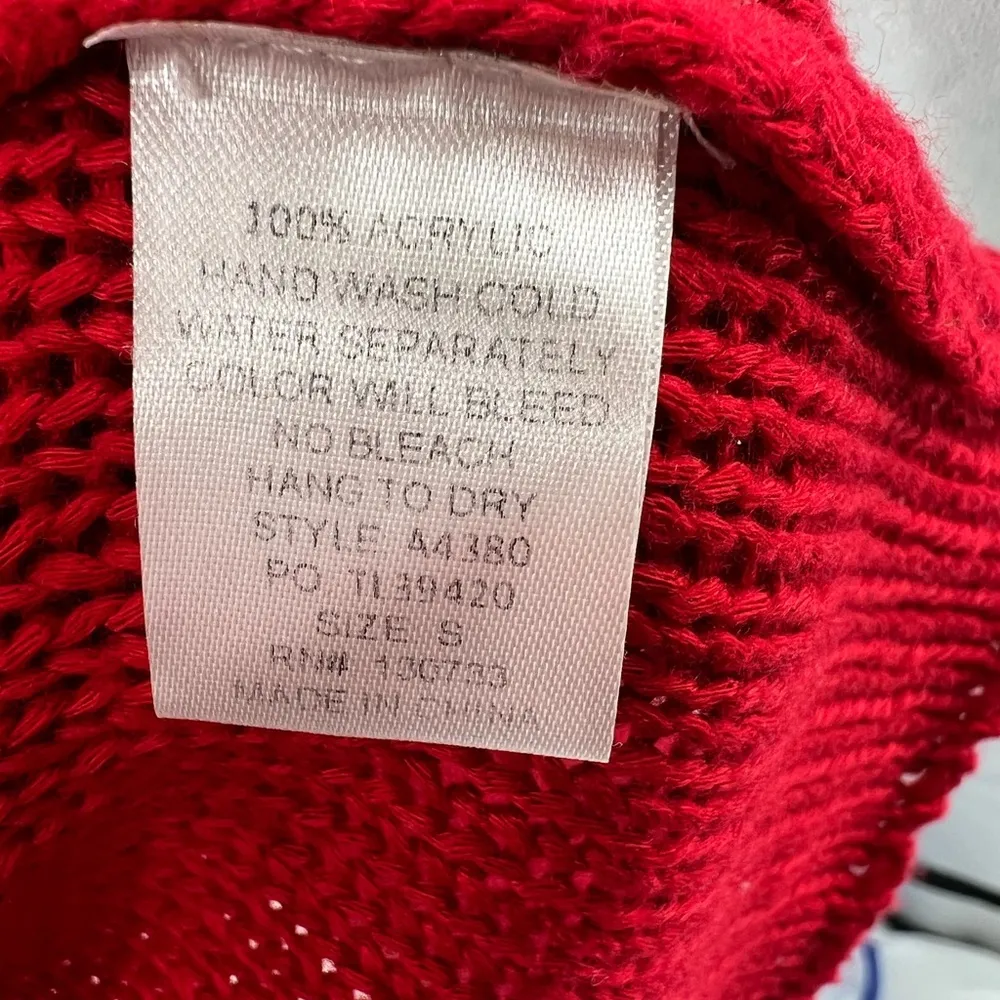 100% ACRYLIC
HAND WASH COLD
WATER SEPARATELY
COLOR WILL BLEED
NO BLEACH
HANG TO DRY
STYLE A4380
PO TL39420
SIZE S
RN# 130733
MADE IN CHINA